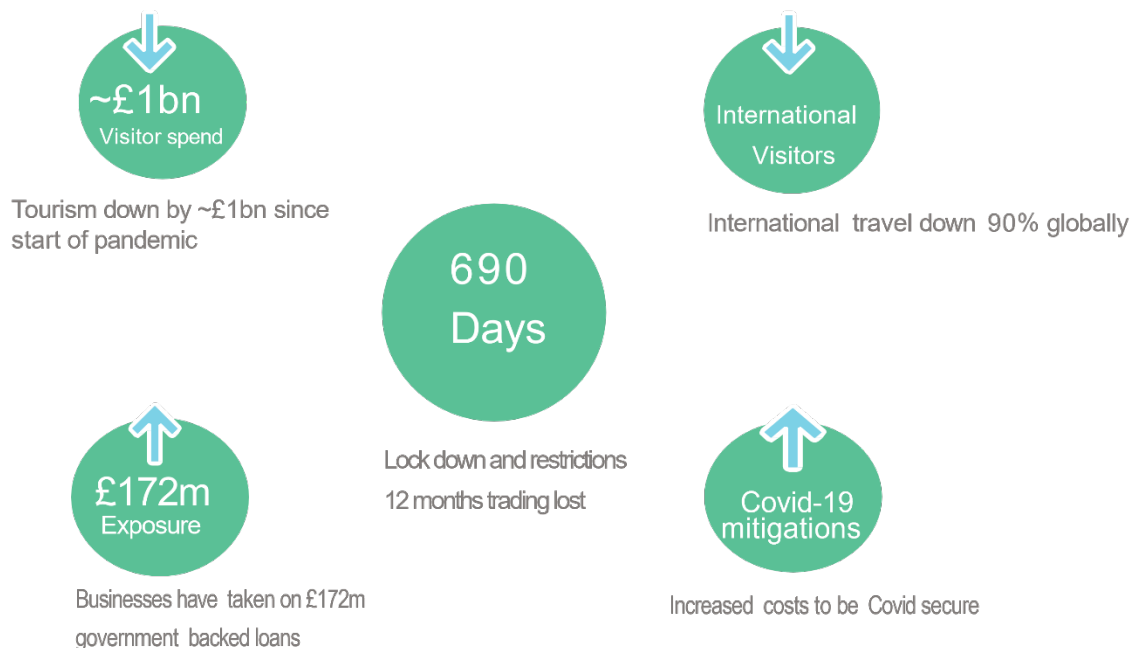 ~£1bn
Visitor spend
Tourism down by ~£1bn since
start of pandemic
International
Visitors
International travel down 90% globally
690
Days
Lock down and restrictions
12 months trading lost
£172m
Exposure
Businesses have taken on £172m
government backed loans
Covid-19
mitigations
Increased costs to be Covid secure